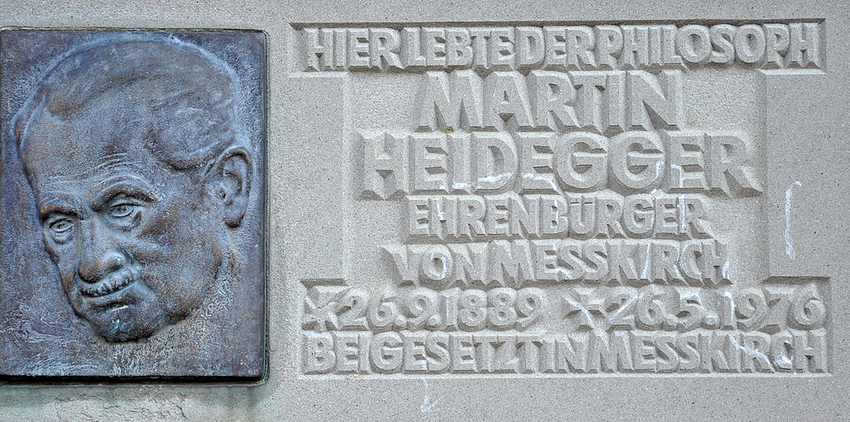 HIER LEBTE DER PHILOSOPH
MARTIN
HEIDEGGER
EHRENBÜRGER
VON MESSKIRCH
*26.9.1889 +26.5.1976
BEIGESETZT IN MESSKIRCH